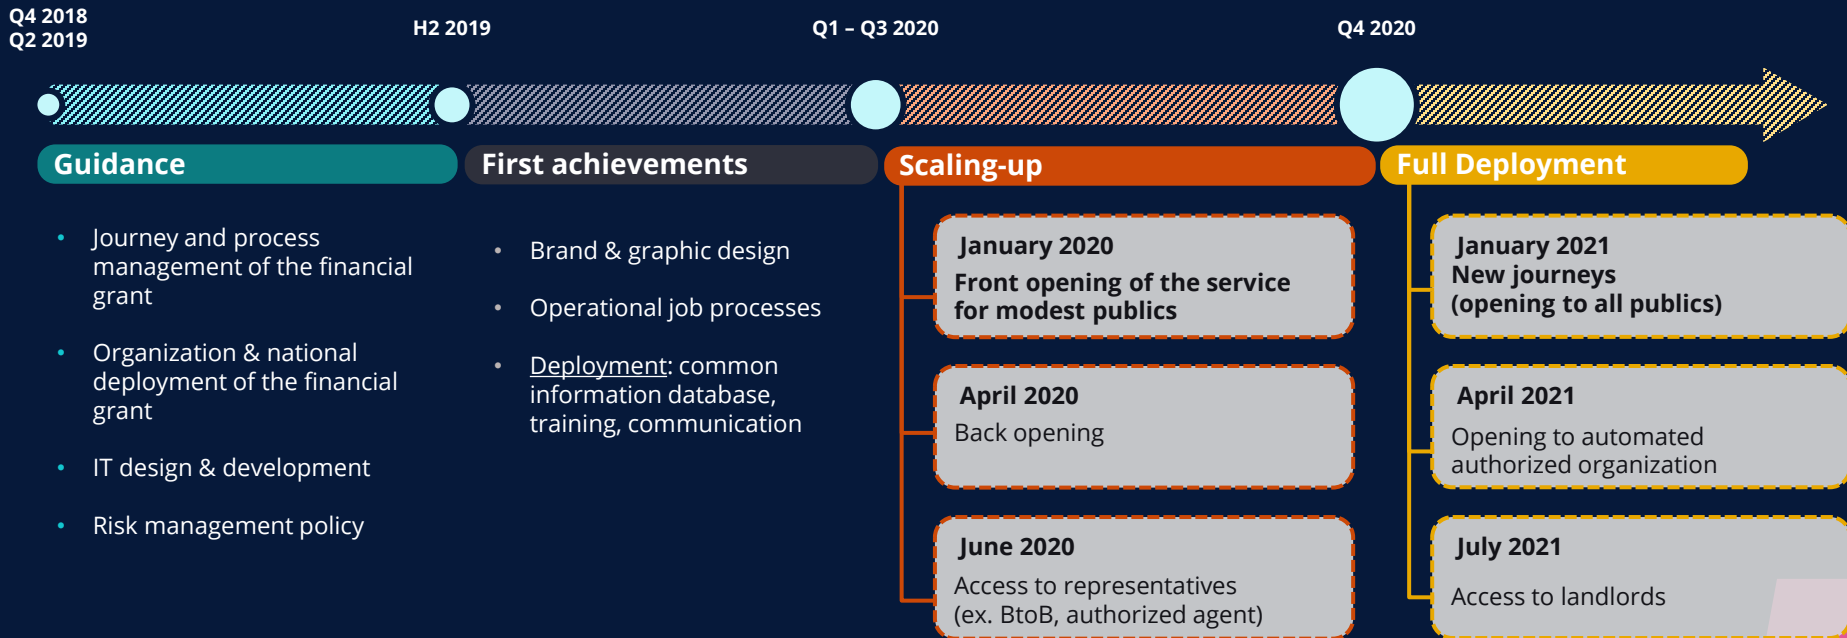 Q4 2018
Q2 2019
H2 2019
Q1 – Q3 2020
Q4 2020
Guidance
• Journey and process
management of the financial
grant
• Organization & national
deployment of the financial
grant
• IT design & development
• Risk management policy
First achievements
• Brand & graphic design
• Operational job processes
• Deployment: common
information database,
training, communication
Scaling-up
January 2020
Front opening of the service
for modest publics
April 2020
Back opening
June 2020
Access to representatives
(ex. BtoB, authorized agent)
Full Deployment
January 2021
New journeys
(opening to all publics)
April 2021
Opening to automated
authorized organization
July 2021
Access to landlords